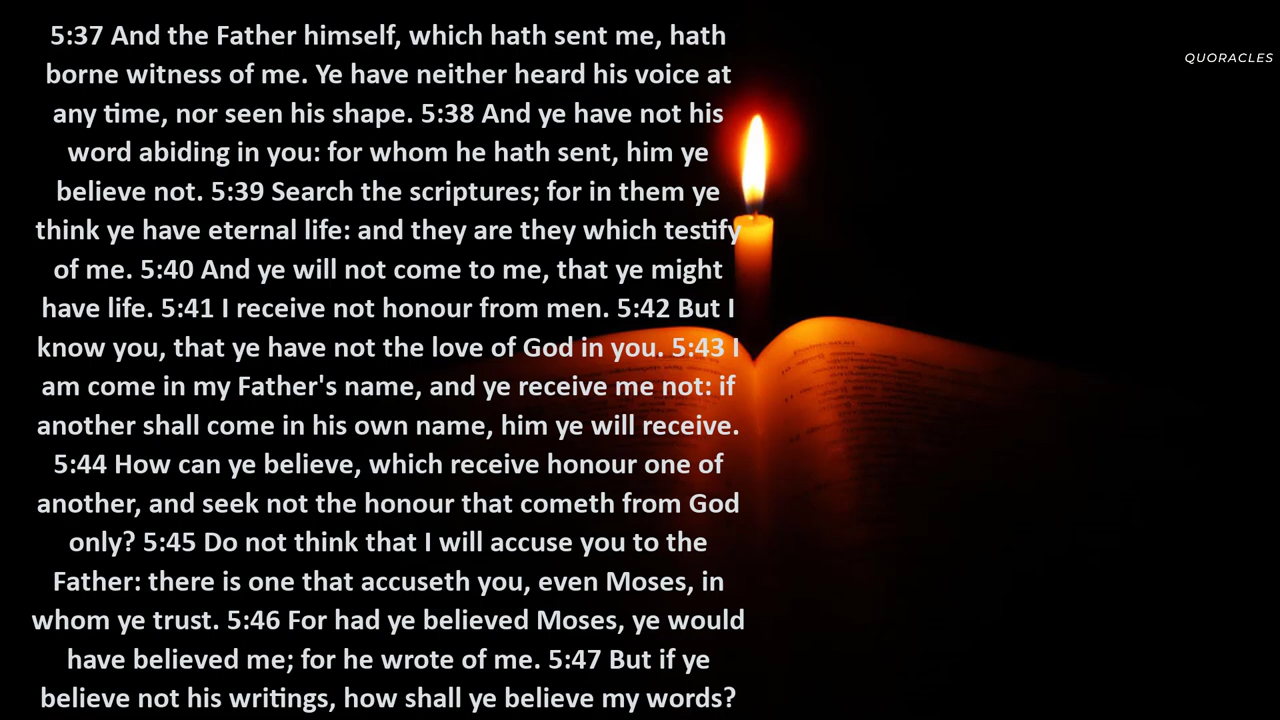 5:37 And the Father himself, which hath sent me, hath
borne witness of me. Ye have neither heard his voice at
any time, nor seen his shape. 5:38 And ye have not his
word abiding in you: for whom he hath sent, him ye
believe not. 5:39 Search the scriptures; for in them ye
think ye have eternal life: and they are they which testify
of me. 5:40 And ye will not come to me, that ye might
have life. 5:41 I receive not honour from men. 5:42 But I
know you, that ye have not the love of God in you. 5:43 I
am come in my Father's name, and ye receive me not: if
another shall come in his own name, him ye will receive.
5:44 How can ye believe, which receive honour one of
another, and seek not the honour that cometh from God
only? 5:45 Do not think that I will accuse you to the
Father: there is one that accuseth you, even Moses, in
whom ye trust. 5:46 For had ye believed Moses, ye would
have believed me; for he wrote of me. 5:47 But if ye
believe not his writings, how shall ye believe my words?
QUORACLES